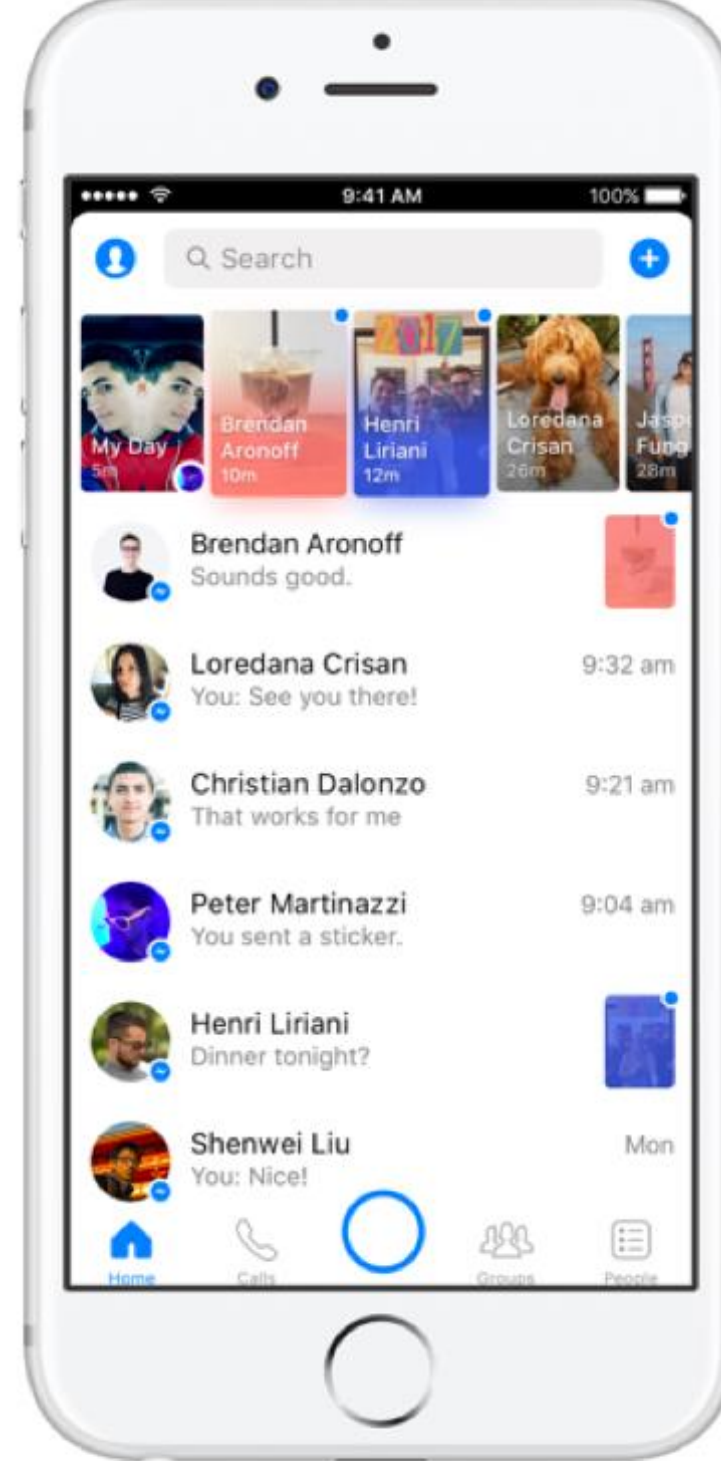 9:41 AM
100%
Search
2017
My Day
5m
Brendan
Aronoff
10m
Henri
Liriani
12m
Loredana
Crisan
26m
Jasp
Fung
28m
Brendan Aronoff
Sounds good.
Loredana Crisan
9:32 am
You: See you there!
Christian Dalonzo
9:21 am
That works for me
Peter Martinazzi
9:04 am
You sent a sticker.
Henri Liriani
Dinner tonight?
Shenwei Liu
Mon
You: Nice!
Home
Calls
Groups
People